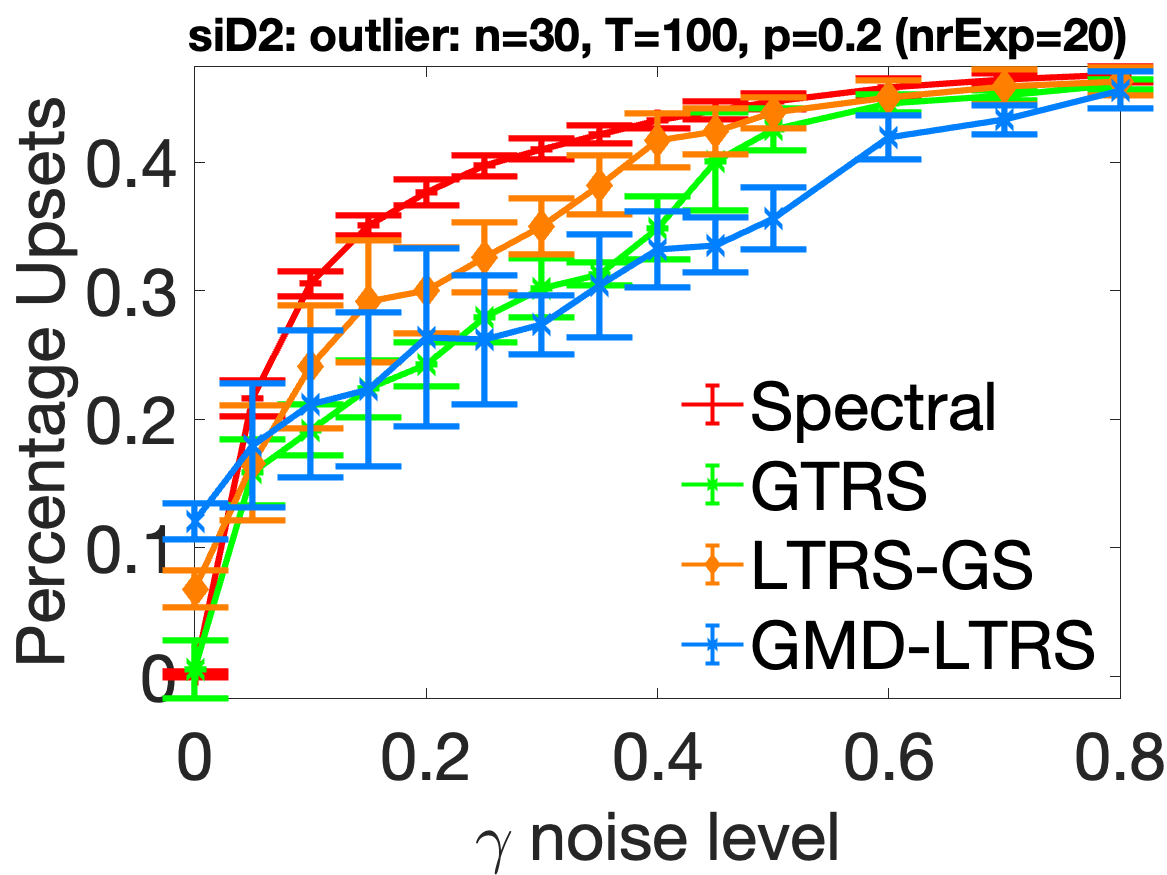 siD2: outlier: n=30, T=100, p=0.2 (nrExp=20)
Percentage Upsets
0.4
0.3
0.2
0.1
0
Spectral
GTRS
LTRS-GS
GMD-LTRS
0 0.2 0.4 0.6 0.8
γ noise level